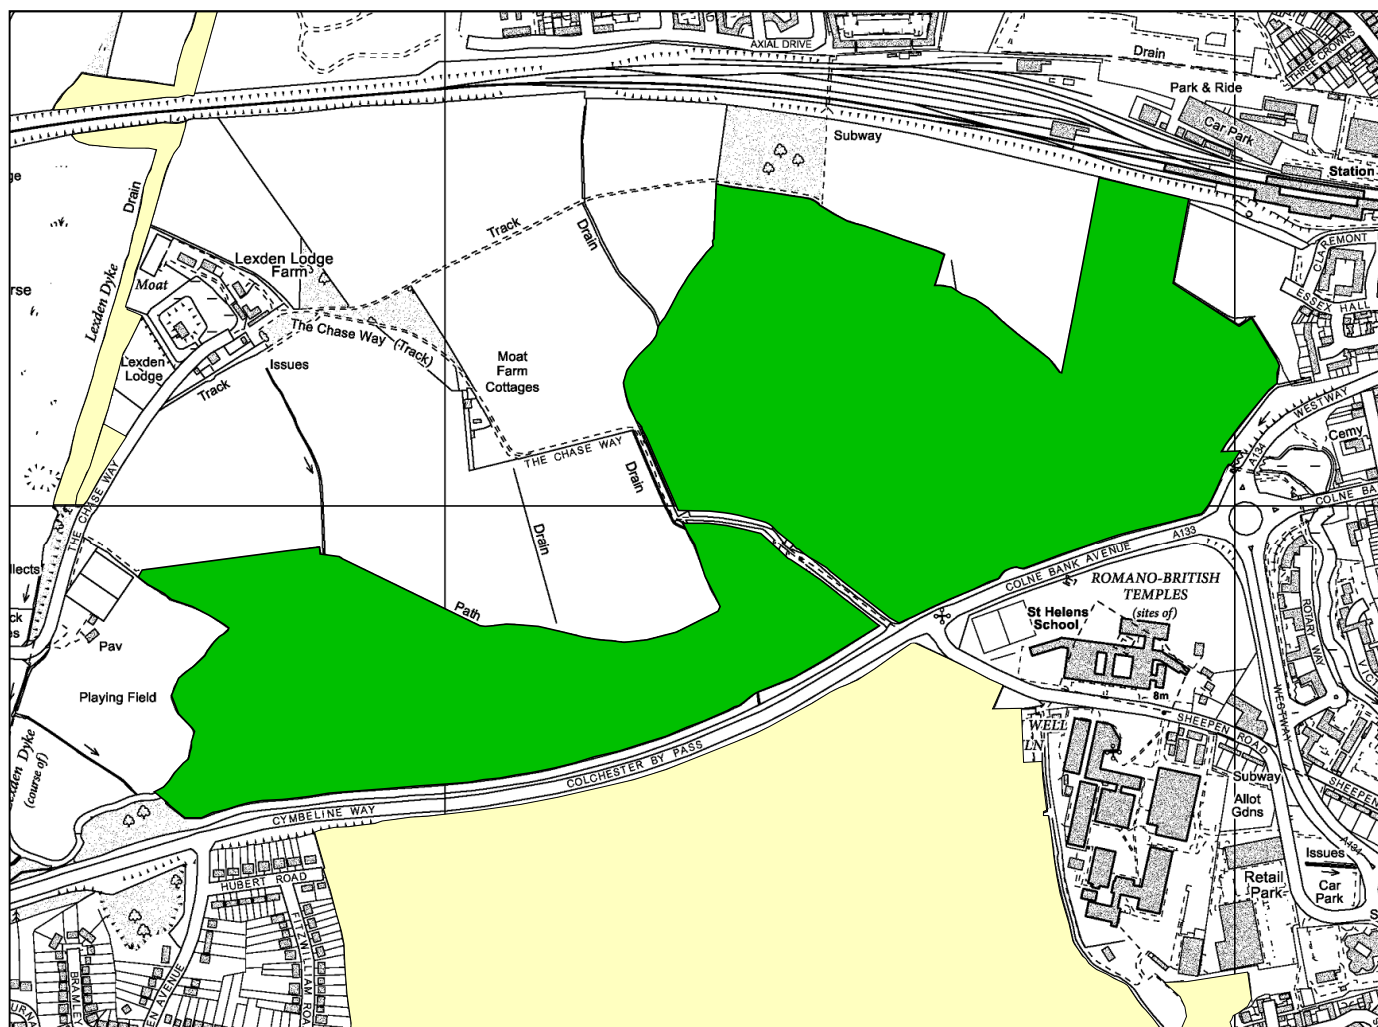 AXIAL DRIVE
Drain
THREE CROWNS
Park & Ride
Car Park
Subway
Station
Drain
Track
Drain
Lexden Lodge
Farm
CLAREMONT
Lexden Dyke
Moat
ESSEX HALL
The Chase Way (Track)
Lexden
Lodge
Issues
Moat
Farm
Cottages
Track
WESTWAY
A134
Cemy
THE CHASE WAY
Drain
THE CHASE WAY
COLNE BA
Drain
A133
COLNE BANK AVENUE
ROMANO-BRITISH
TEMPLES
(sites of)
Path
St Helens
School
ROTARY WAY
Pav
Playing Field
8m
WESTWAY
SHEEPEN ROAD
WELL
LN
COLCHESTER BY PASS
Subway
SHEEPEN
(course of)
Allot
Gdns
CYMBELINE WAY
A134
Issues
HUBERT ROAD
Retail
Park
Car
Park
FITZWILLIAM ROA
BRAMLEY
EN AVENUE